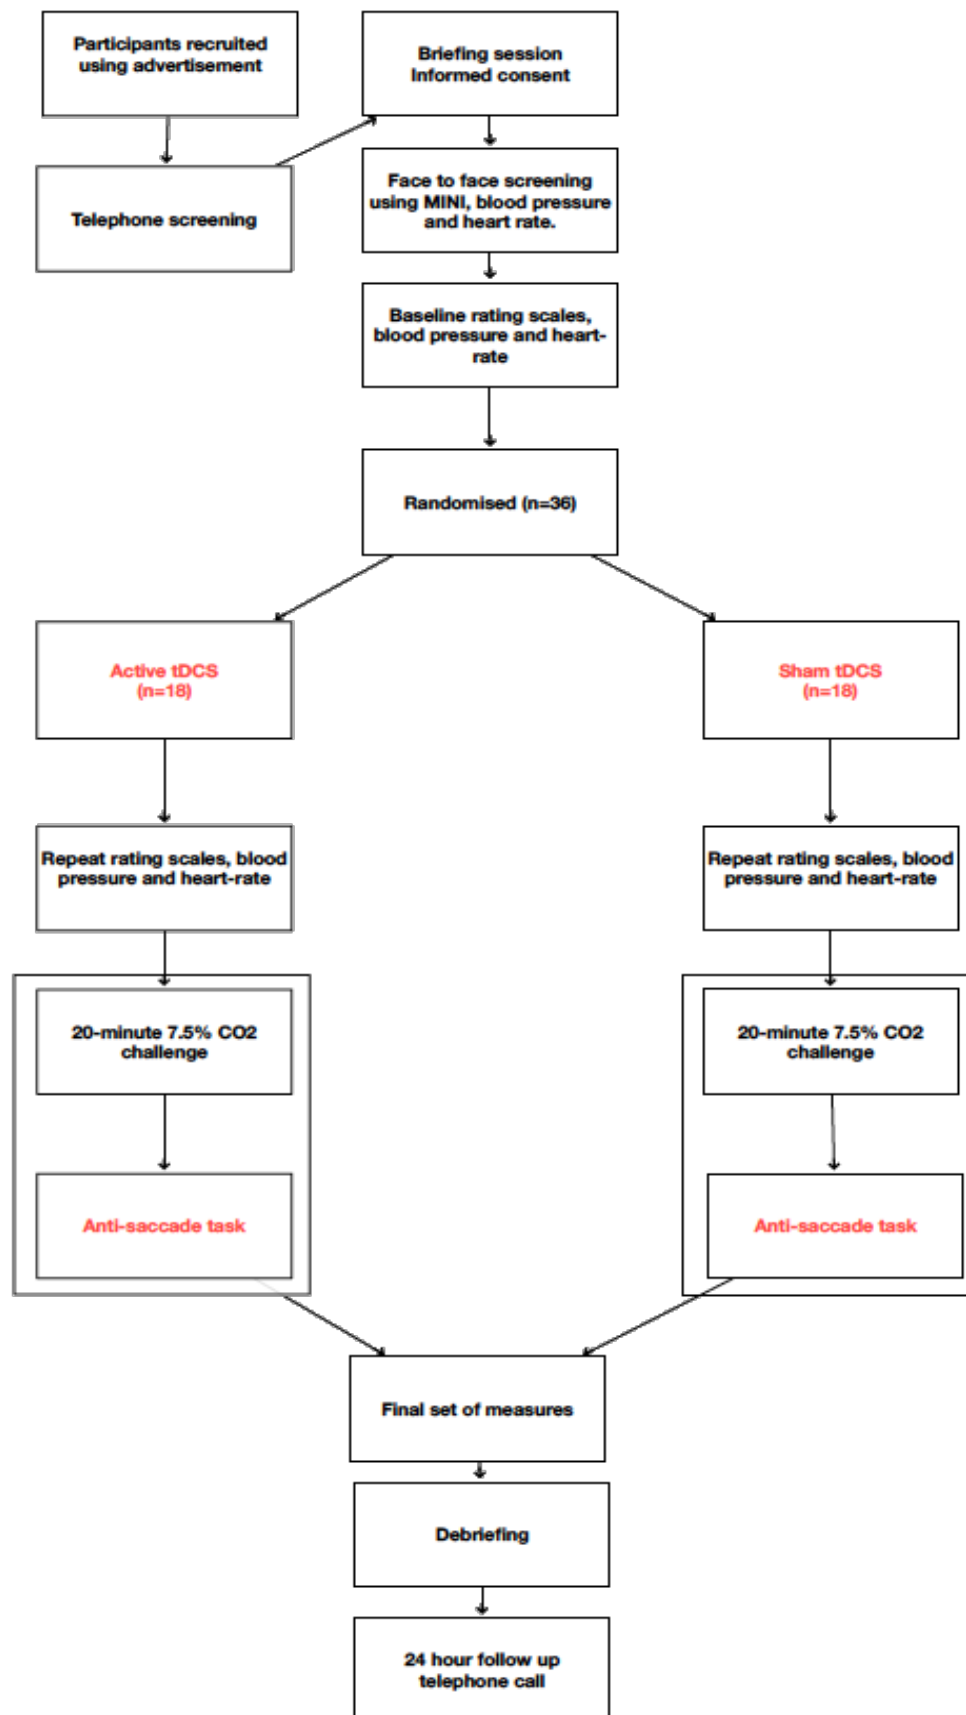 Participants recruited
using advertisement
Briefing session
Informed consent
Telephone screening
Face to face screening
using MINI, blood pressure
and heart rate.
Baseline rating scales,
blood pressure and heart-
rate
Randomised (n=36)
Active tDCS
(n=18)
Sham tDCS
(n=18)
Repeat rating scales, blood
pressure and heart-rate
Repeat rating scales, blood
pressure and heart-rate
20-minute 7.5% CO2
challenge
20-minute 7.5% CO2
challenge
Anti-saccade task
Anti-saccade task
Final set of measures
Debriefing
24 hour follow up
telephone call